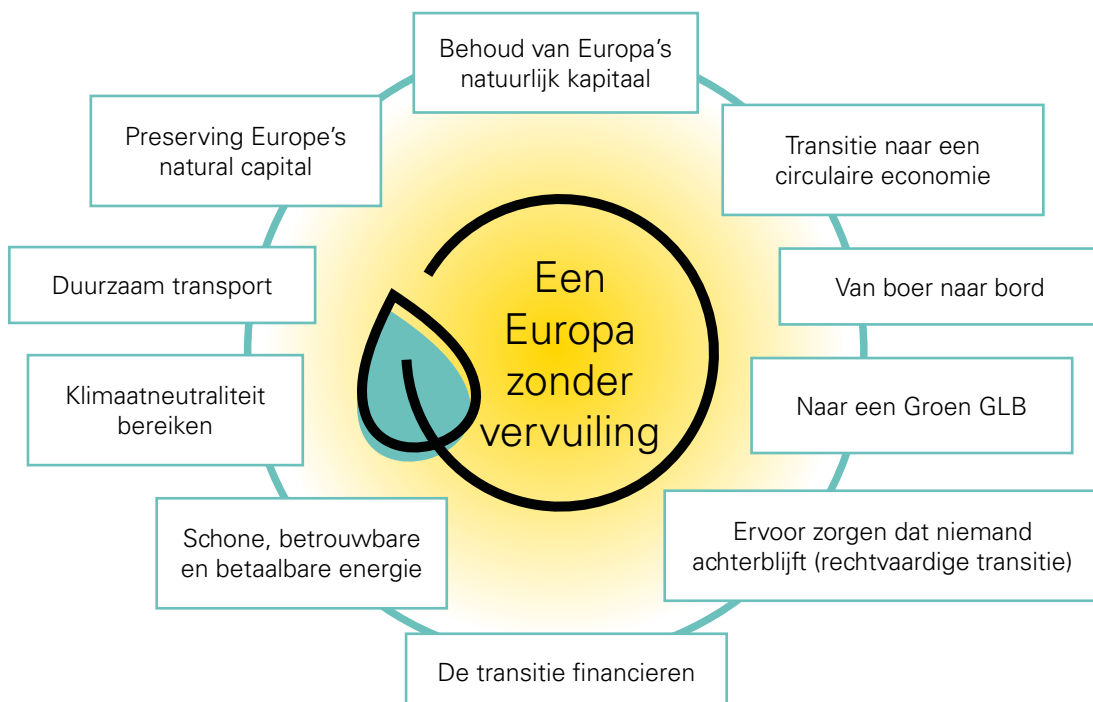 Behoud van Europa’s
natuurlijk kapitaal
Preserving Europe’s
natural capital
Transitie naar een
circulaire economie
Duurzaam transport
Een
Europa
zonder
vervuiling
Van boer naar bord
Klimaatneutraliteit
bereiken
Naar een Groen GLB
Schone, betrouwbare
en betaalbare energie
Ervoor zorgen dat niemand
achterblijft (rechtvaardige transitie)
De transitie financieren